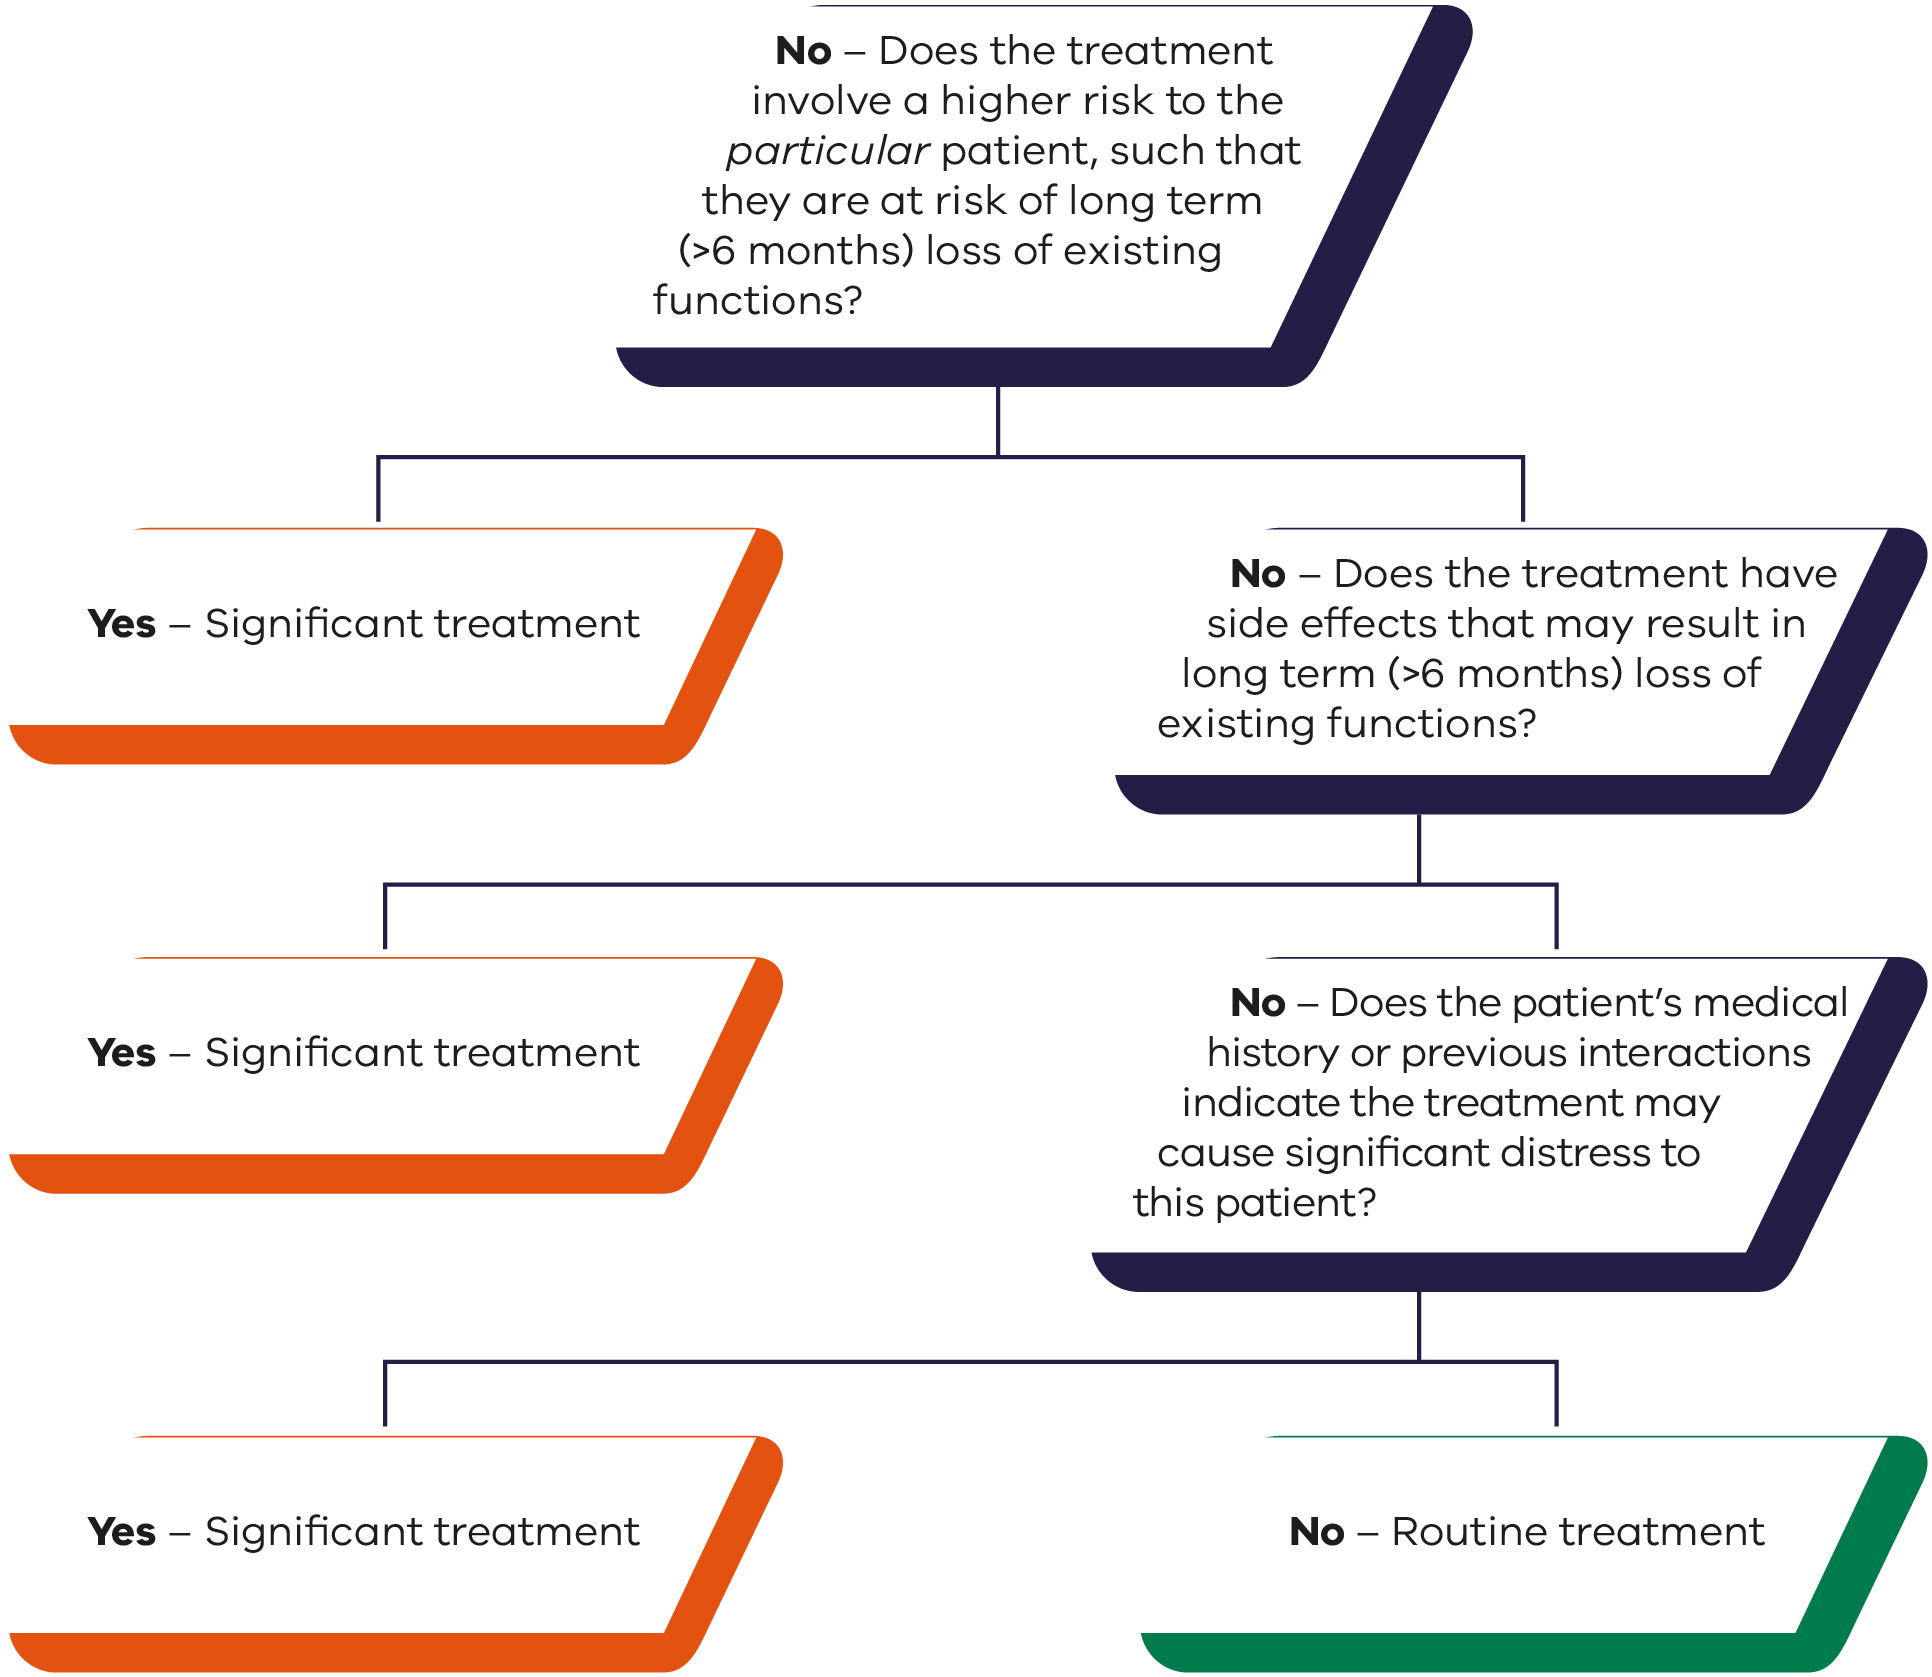 No – Does the treatment
involve a higher risk to the
particular patient, such that
they are at risk of long term
(>6 months) loss of existing
functions?
Yes – Significant treatment
No – Does the treatment have
side effects that may result in
long term (>6 months) loss of
existing functions?
Yes – Significant treatment
No – Does the patient’s medical
history or previous interactions
indicate the treatment may
cause significant distress to
this patient?
Yes – Significant treatment
No – Routine treatment